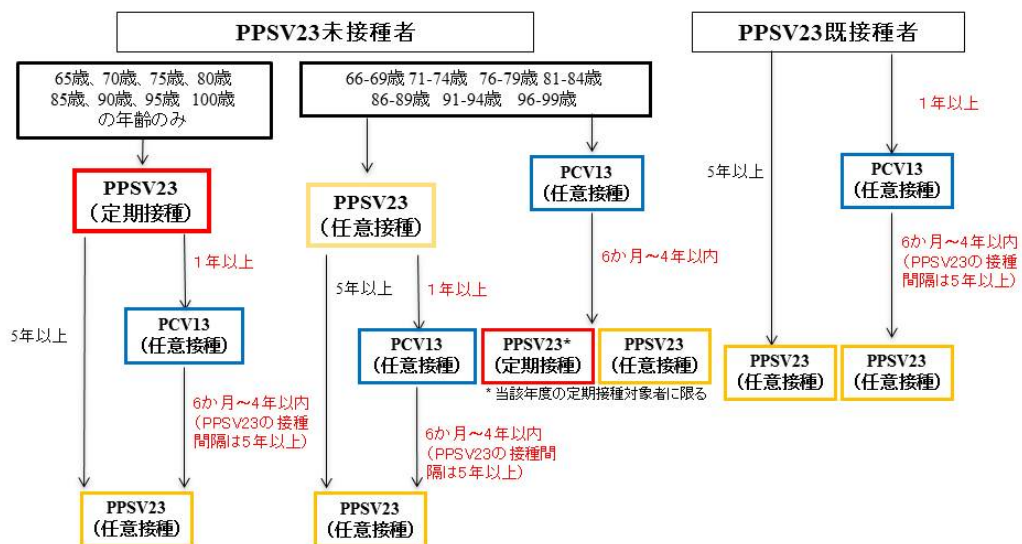 PPSV23未接種者
65歳、70歳、75歳、80歳
85歳、90歳、95歳 100歳
の年齢のみ
PPSV23
（定期接種）
5年以上
1年以上
PCV13
（任意接種）
6か月～4年以内
（PPSV23の接種
間隔は5年以上）
PPSV23
（任意接種）
66-69歳 71-74歳 76-79歳 81-84歳
86-89歳 91-94歳 96-99歳
PPSV23
（任意接種）
5年以上
1年以上
PCV13
（任意接種）
6か月～4年以内
（PPSV23の接種間
隔は5年以上）
PPSV23
（任意接種）
PCV13
（任意接種）
6か月～4年以内
PPSV23*
（定期接種）
PPSV23
（任意接種）
* 当該年度の定期接種対象者に限る
PPSV23既接種者
5年以上
1年以上
PCV13
（任意接種）
6か月～4年以内
（PPSV23の接種
間隔は5年以上）
PPSV23
（任意接種）
PPSV23
（任意接種）